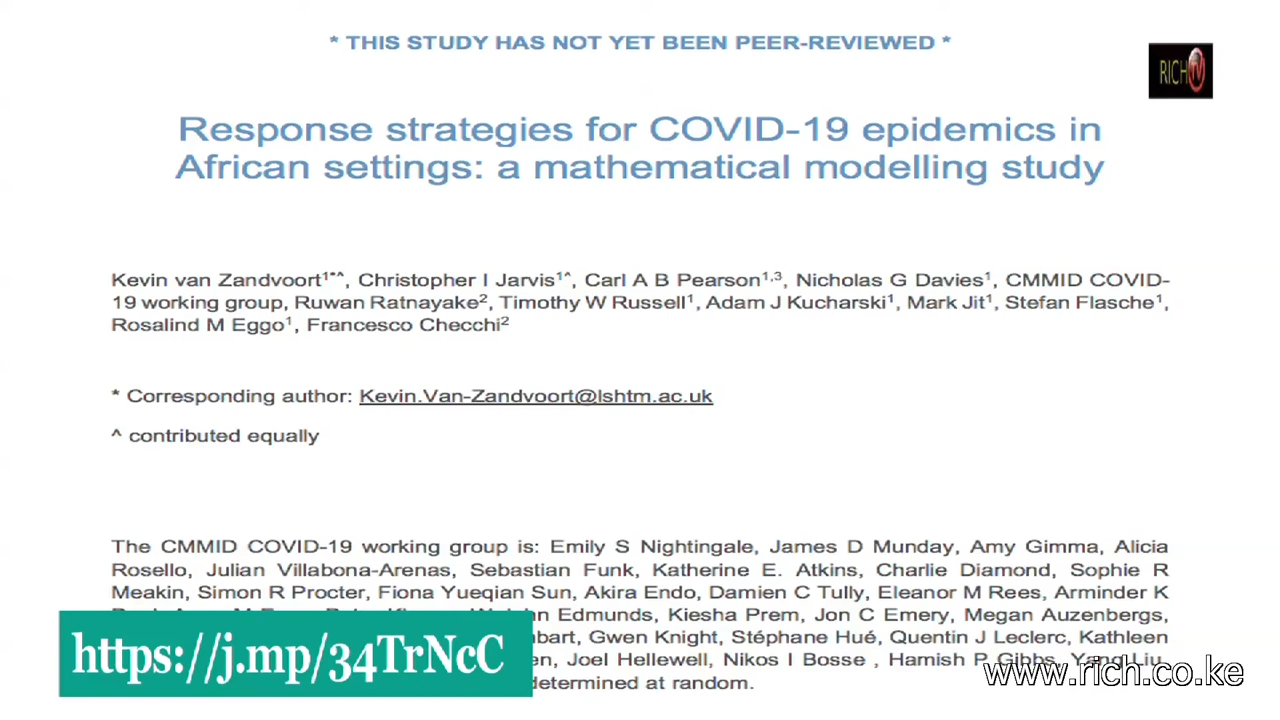 * THIS STUDY HAS NOT YET BEEN PEER-REVIEWED *
RICH TV
Response strategies for COVID-19 epidemics in
African settings: a mathematical modelling study
Kevin van Zandvoort¹*^, Christopher I Jarvis¹^, Carl A B Pearson¹,³, Nicholas G Davies¹, CMMID COVID-
19 working group, Ruwan Ratnayake², Timothy W Russell¹, Adam J Kucharski¹, Mark Jit¹, Stefan Flasche¹,
Rosalind M Eggo¹, Francesco Checchi²
* Corresponding author: Kevin.Van-Zandvoort@lshtm.ac.uk
^ contributed equally
The CMMID COVID-19 working group is: Emily S Nightingale, James D Munday, Amy Gimma, Alicia
Rosello, Julian Villabona-Arenas, Sebastian Funk, Katherine E. Atkins, Charlie Diamond, Sophie R
Meakin, Simon R Procter, Fiona Yueqian Sun, Akira Endo, Damien C Tully, Eleanor M Rees, Arminder K
Edmunds, Kiesha Prem, Jon C Emery, Megan Auzenbergs,
Gwen Knight, Stéphane Hué, Quentin J Leclerc, Kathleen
Joel Hellewell, Nikos I Bosse , Hamish P Gibbs, Yang Liu.
determined at random.
https://j.mp/34TrNcC
www.rich.co.ke